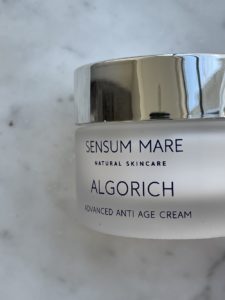 SENSUM MARE
NATURAL SKINCARE
ALGORICH
ADVANCED ANTI AGE CREAM